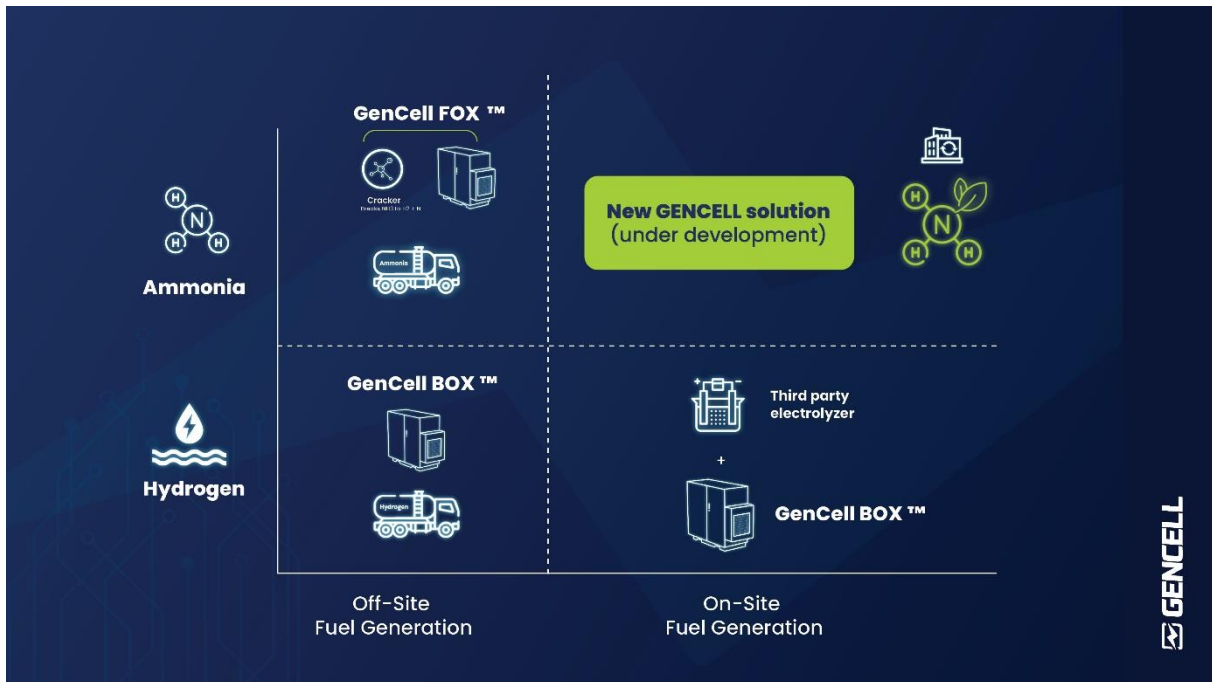 GenCell FOX ™
Cracker
H
N
H
H
Ammonia
Ammonia
New GENCELL solution
(under development)
N
H
H
H
GenCell BOX ™
Hydrogen
Hydrogen
Third party
electrolyzer
+
GenCell BOX ™
Off-Site
Fuel Generation
On-Site
Fuel Generation
GENCELL